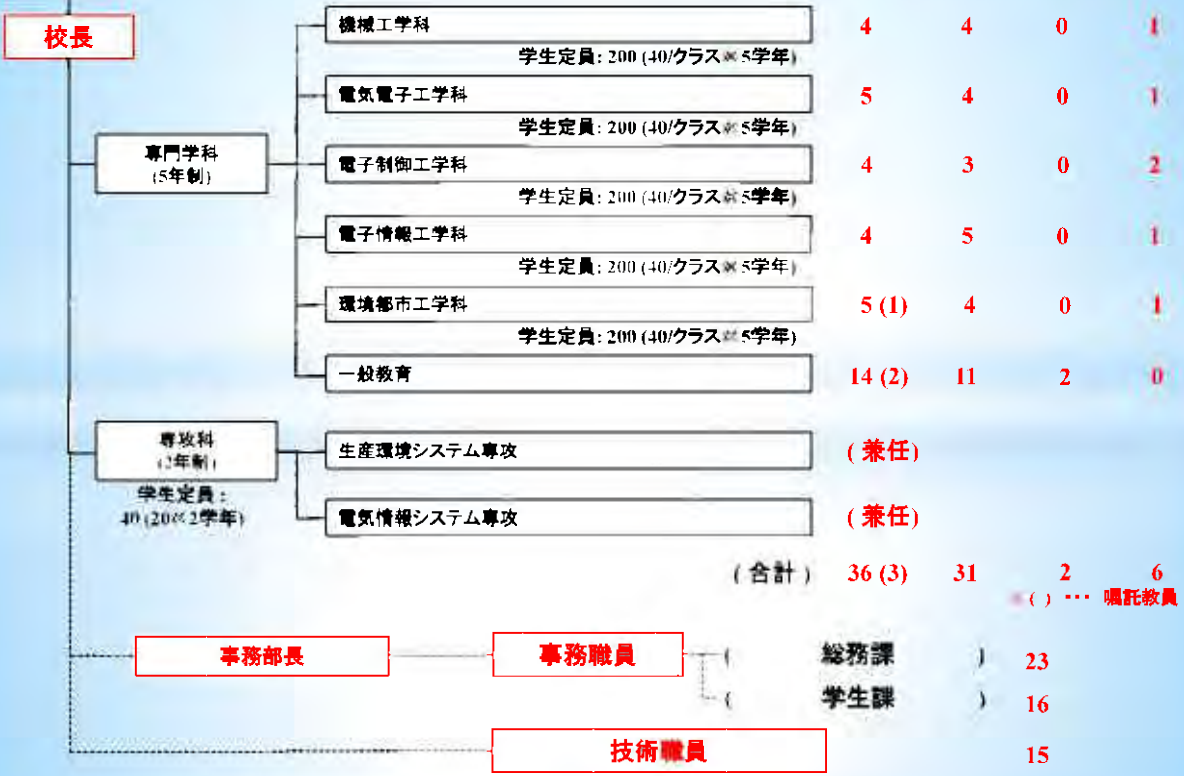 校長
機械工学科 4 4 0 1
学生定員: 200 (40/クラス※5学年)
電気電子工学科 5 4 0 1
学生定員: 200 (40/クラス※5学年)
専門学科
(5年制)
電子制御工学科 4 3 0 2
学生定員: 200 (40/クラス※5学年)
電子情報工学科 4 5 0 1
学生定員: 200 (40/クラス※5学年)
環境都市工学科 5 (1) 4 0 1
学生定員: 200 (40/クラス※5学年)
一般教育 14 (2) 11 2 0
専攻科
(2年制)
学生定員:
40 (20※2学年)
生産環境システム専攻 (兼任)
電気情報システム専攻 (兼任)
(合計) 36 (3) 31 2 6
※ ( ) … 嘱託教員
事務部長 事務職員 ( 総務課 ) 23
( 学生課 ) 16
技術職員 15